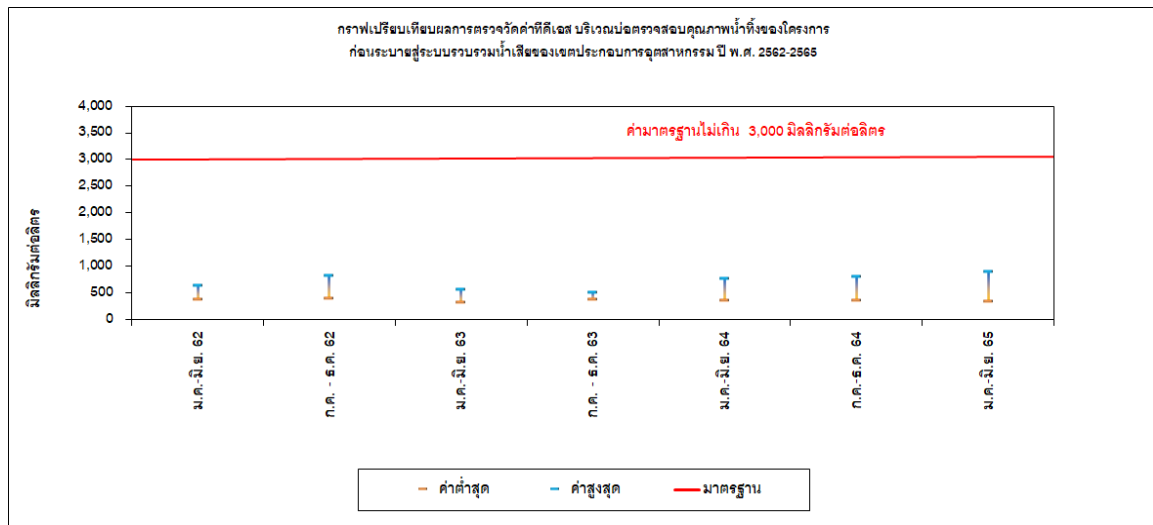 กราฟเปรียบเทียบผลการตรวจวัดค่าทีดีเอส บริเวณบ่อตรวจสอบคุณภาพน้ำทิ้งของโครงการ
ก่อนระบายสู่ระบบรวบรวมน้ำเสียของเขตประกอบการอุตสาหกรรม ปี พ.ศ. 2562-2565
มิลลิกรัมต่อลิตร
4,000
3,500
3,000
2,500
2,000
1,500
1,000
500
0
ค่ามาตรฐานไม่เกิน 3,000 มิลลิกรัมต่อลิตร
ม.ค.-มิ.ย. 62
ก.ค. - ธ.ค. 62
ม.ค.-มิ.ย. 63
ก.ค. - ธ.ค. 63
ม.ค.-มิ.ย. 64
ก.ค.-ธ.ค. 64
ม.ค.-มิ.ย. 65
ค่าต่ำสุด
ค่าสูงสุด
มาตรฐาน